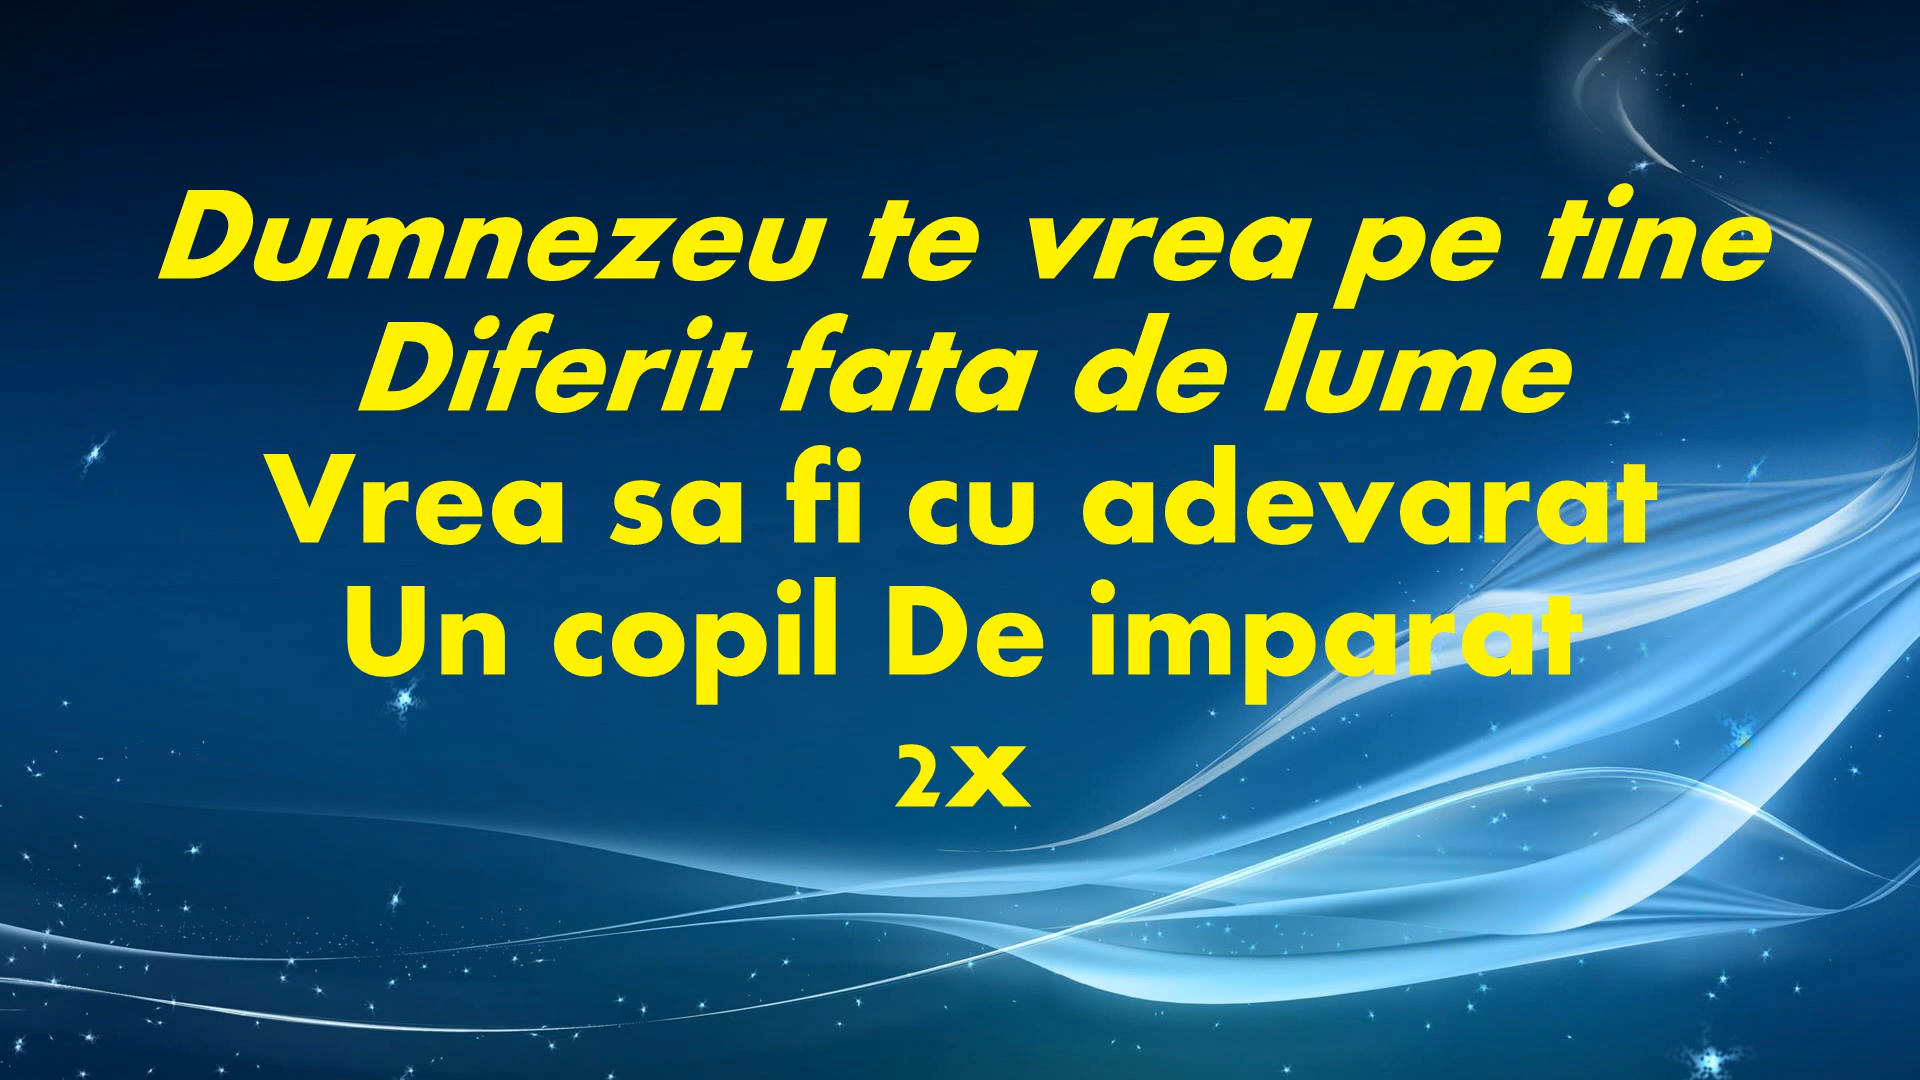 Dumnezeu te vrea pe tine
Diferit fata de lume
Vrea sa fi cu adevarat
Un copil De imparat
2x